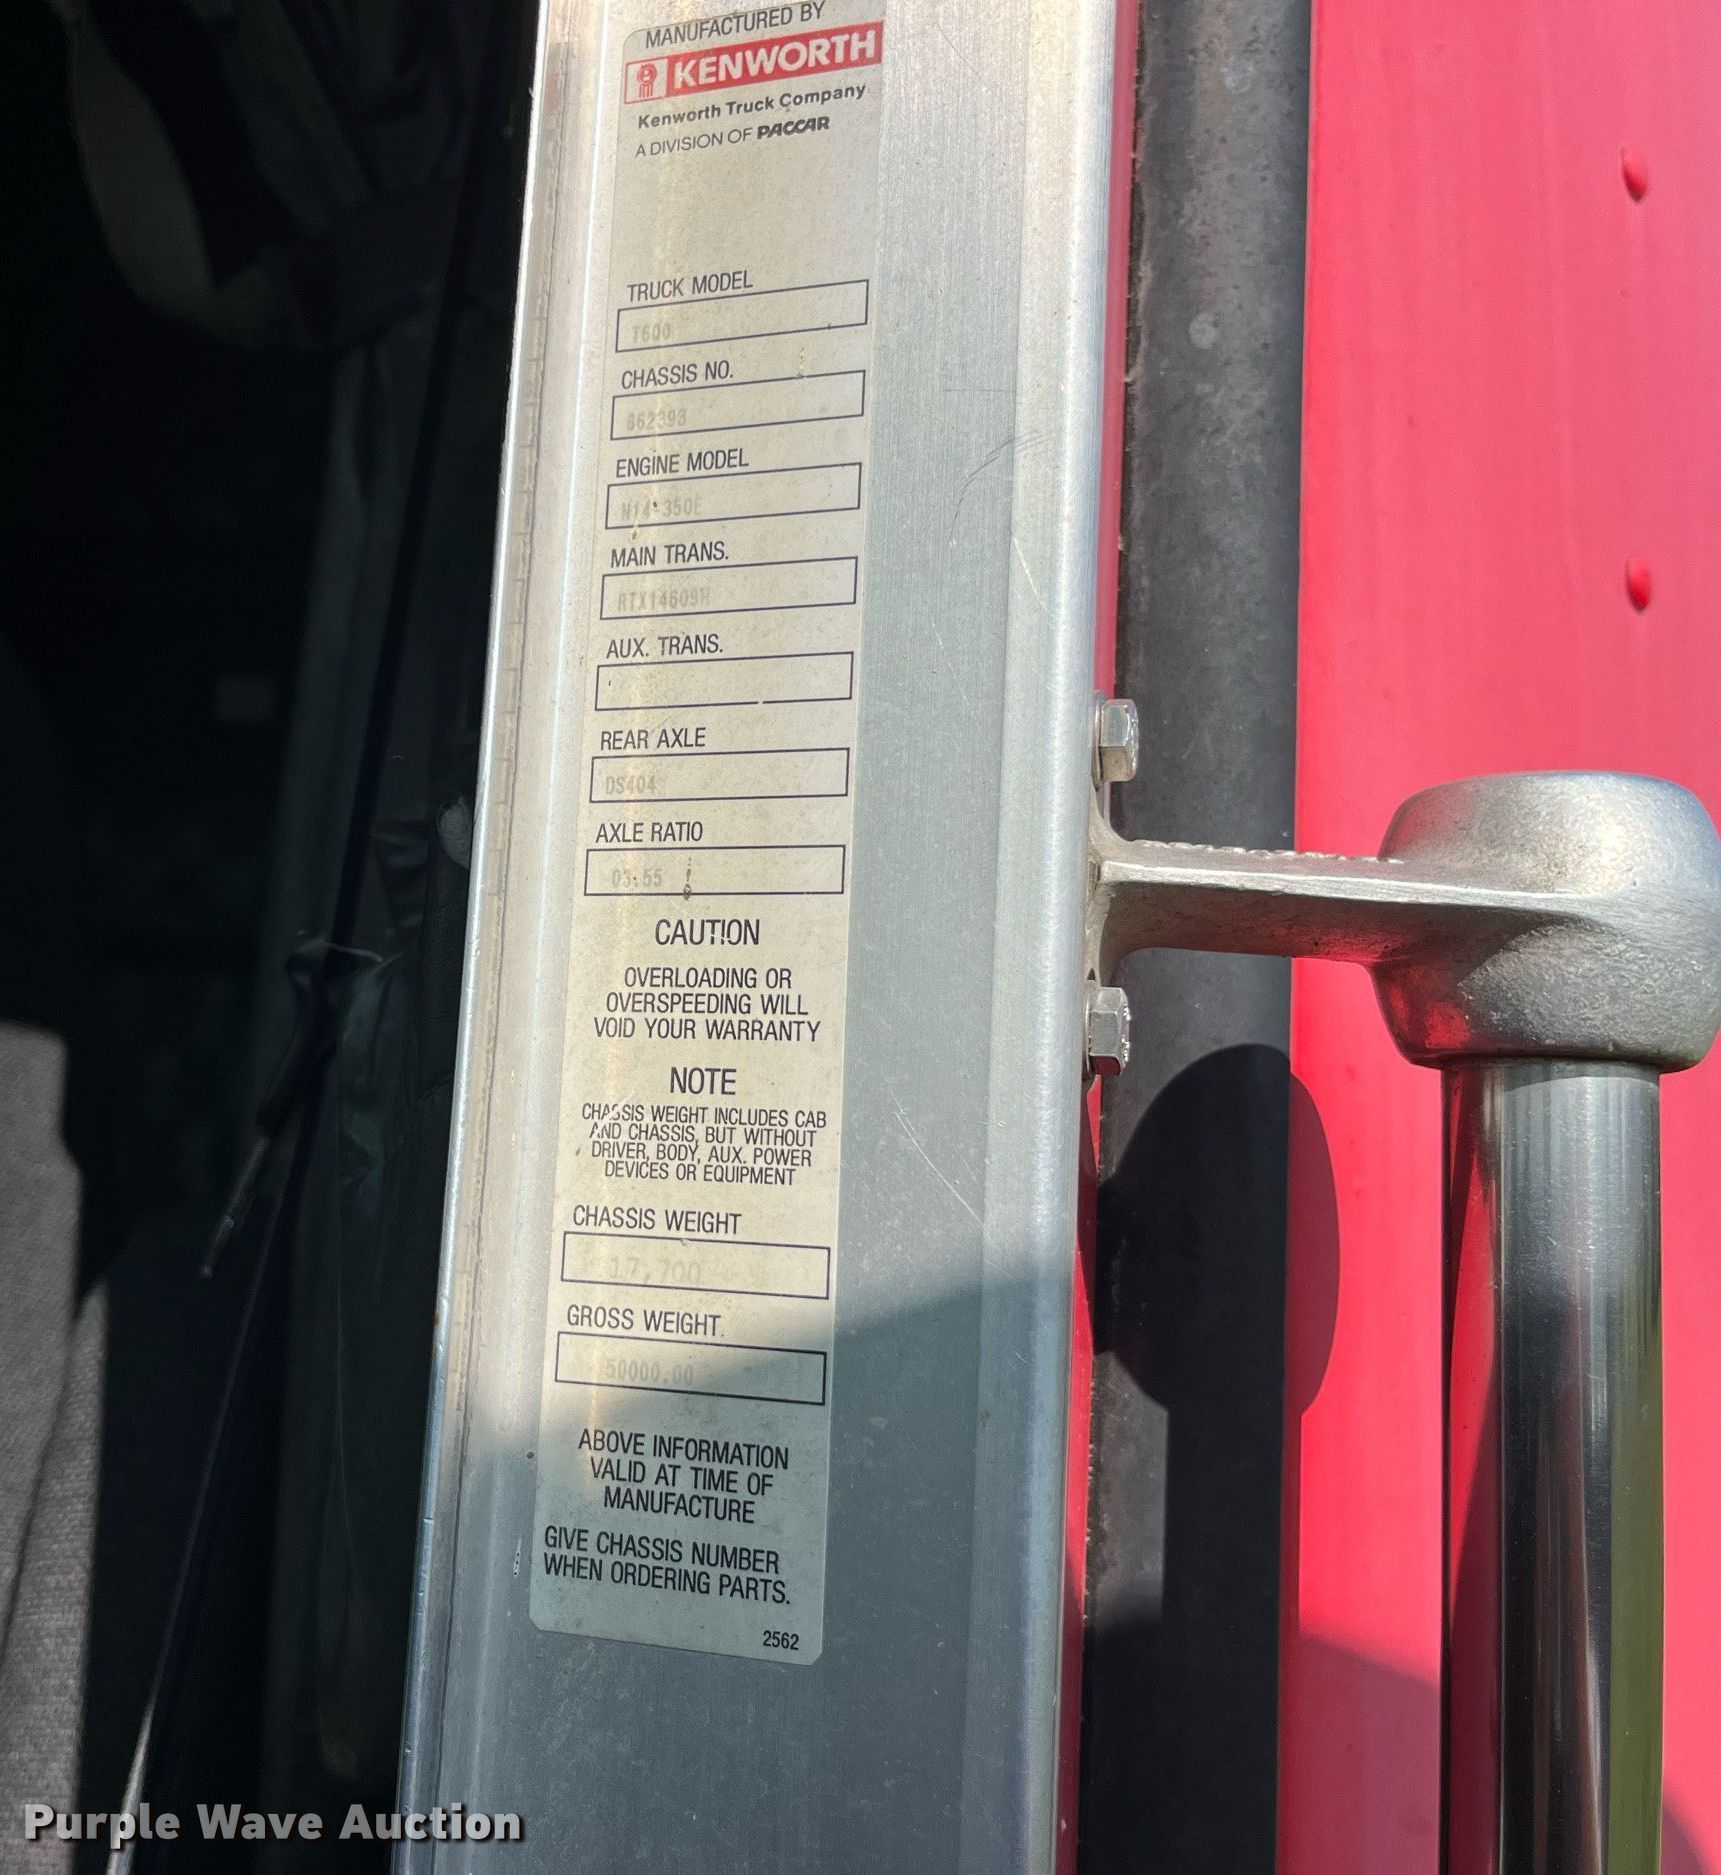 MANUFACTURED BY
KENWORTH
Kenworth Truck Company
A DIVISION OF PACCAR
TRUCK MODEL
T600
CHASSIS NO.
662393
ENGINE MODEL
N14-350E
MAIN TRANS.
RTX14609H
AUX. TRANS.
REAR AXLE
DS404
AXLE RATIO
03.55
CAUTION
OVERLOADING OR
OVERSPEEDING WILL
VOID YOUR WARRANTY
NOTE
CHASSIS WEIGHT INCLUDES CAB
AND CHASSIS, BUT WITHOUT
DRIVER, BODY, AUX. POWER
DEVICES OR EQUIPMENT
CHASSIS WEIGHT
17,700
GROSS WEIGHT
50000.00
ABOVE INFORMATION
VALID AT TIME OF
MANUFACTURE
GIVE CHASSIS NUMBER
WHEN ORDERING PARTS.
2562
Purple Wave Auction